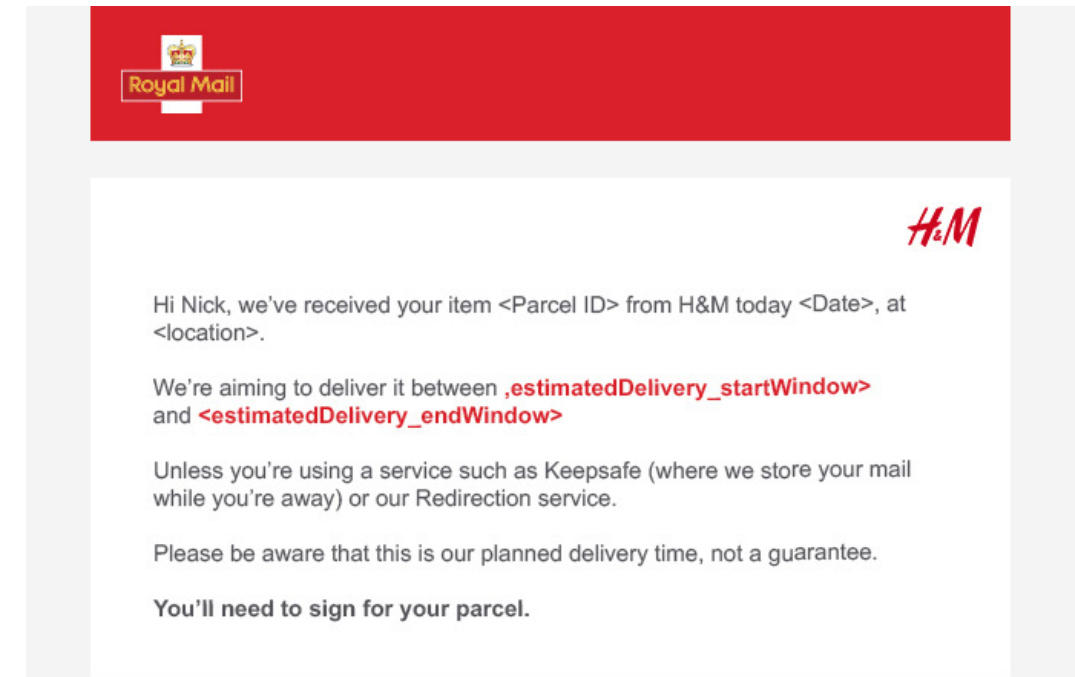 Royal Mail
H&M
Hi Nick, we’ve received your item <Parcel ID> from H&M today <Date>, at
<location>.
We’re aiming to deliver it between ,estimatedDelivery_startWindow>
and <estimatedDelivery_endWindow>
Unless you’re using a service such as Keepsafe (where we store your mail
while you’re away) or our Redirection service.
Please be aware that this is our planned delivery time, not a guarantee.
You’ll need to sign for your parcel.